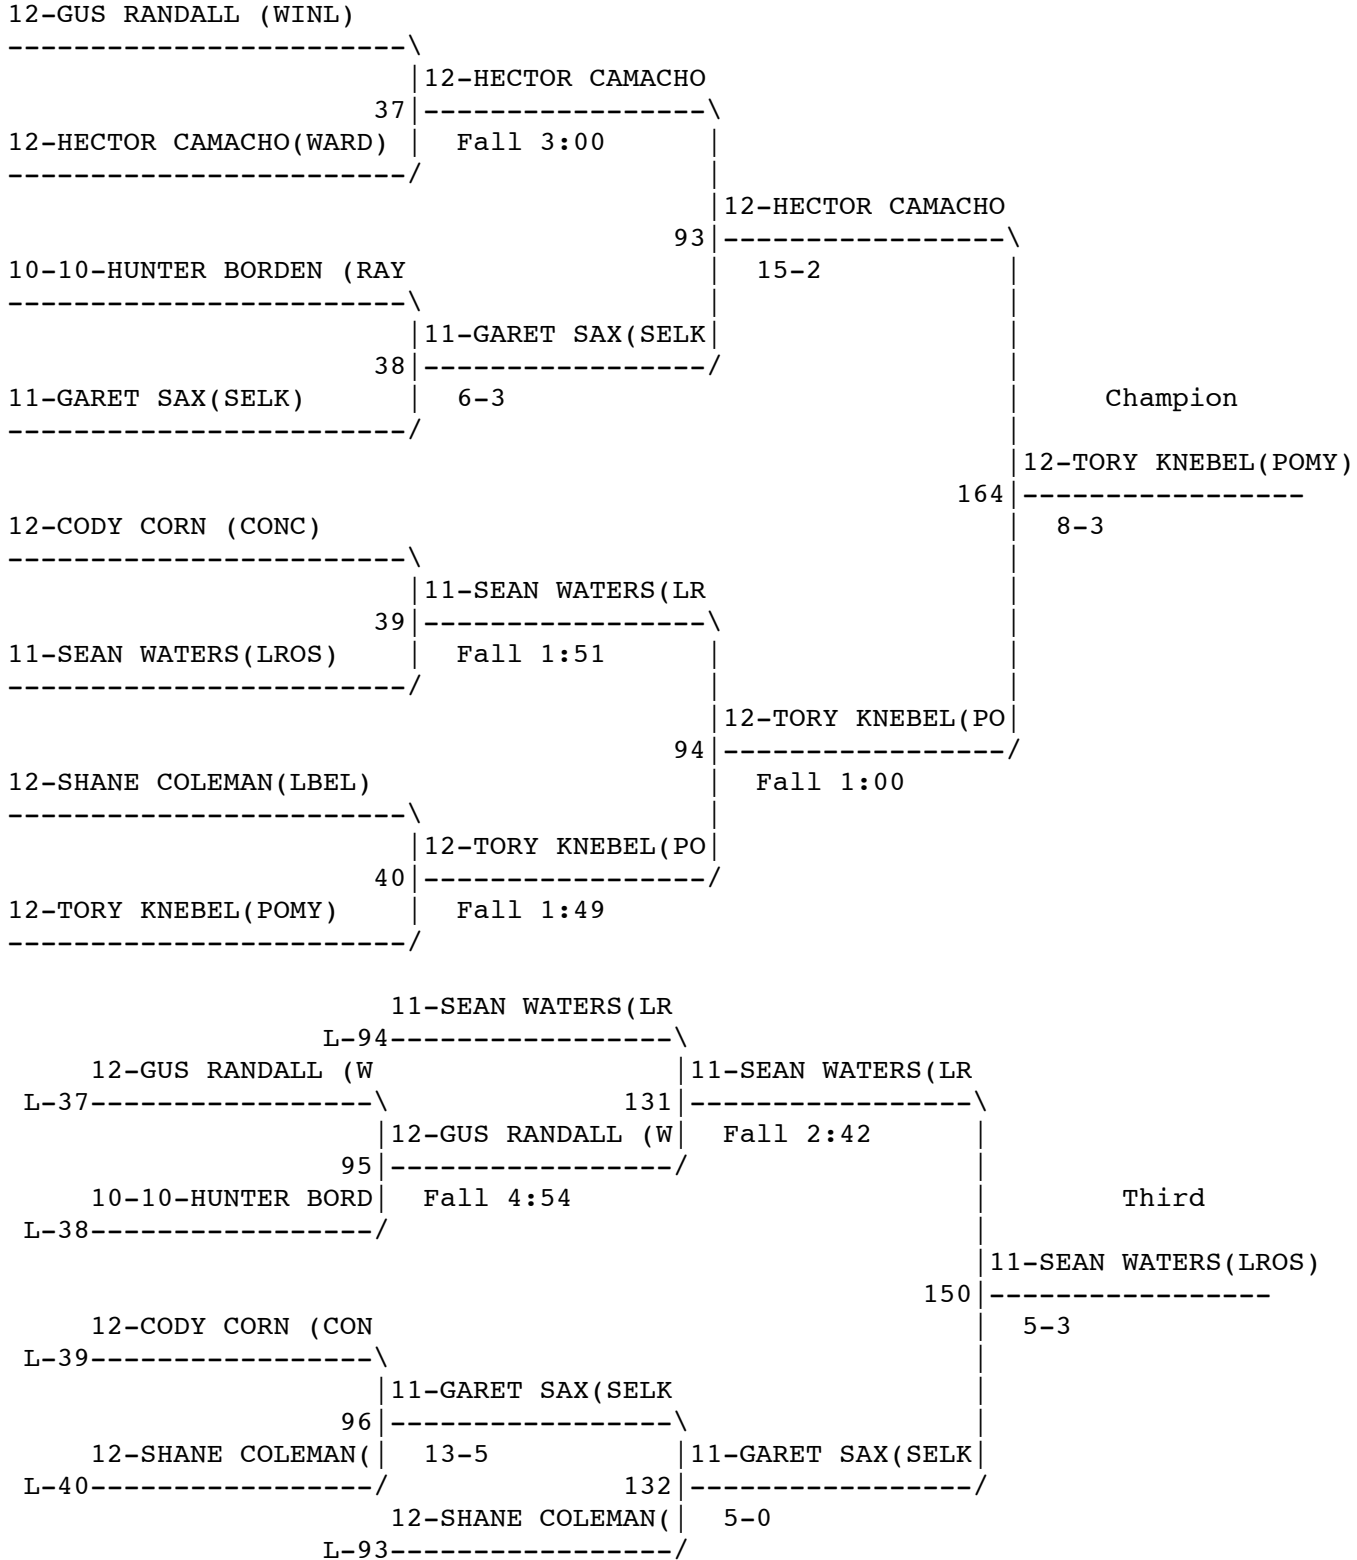 12-GUS RANDALL (WINL)
------------------------\
|12-HECTOR CAMACHO
37|-----------------\
12-HECTOR CAMACHO(WARD) | Fall 3:00 |
------------------------/ |
|12-HECTOR CAMACHO
93|-----------------\
10-10-HUNTER BORDEN (RAY | 15-2 |
------------------------\ | |
|11-GARET SAX(SELK| |
38|-----------------/ |
11-GARET SAX(SELK) | 6-3 | Champion
------------------------/ |
|12-TORY KNEBEL(POMY)
164|-----------------
12-CODY CORN (CONC) | 8-3
------------------------\ |
|11-SEAN WATERS(LR |
39|-----------------\ |
11-SEAN WATERS(LROS) | Fall 1:51 | |
------------------------/ | |
|12-TORY KNEBEL(PO|
94|-----------------/
12-SHANE COLEMAN(LBEL) | Fall 1:00
------------------------\ |
|12-TORY KNEBEL(PO|
40|-----------------/
12-TORY KNEBEL(POMY) | Fall 1:49
------------------------/
11-SEAN WATERS(LR
L-94-----------------\
12-GUS RANDALL (W |11-SEAN WATERS(LR
L-37-----------------\ 131|-----------------\
|12-GUS RANDALL (W| Fall 2:42 |
95|-----------------/ |
10-10-HUNTER BORD| Fall 4:54 | Third
L-38-----------------/ |
|11-SEAN WATERS(LROS)
150|-----------------
12-CODY CORN (CON | 5-3
L-39-----------------\ |
|11-GARET SAX(SELK |
96|-----------------\ |
12-SHANE COLEMAN(| 13-5 |11-GARET SAX(SELK|
L-40-----------------/ 132|-----------------/
12-SHANE COLEMAN(| 5-0
L-93-----------------/